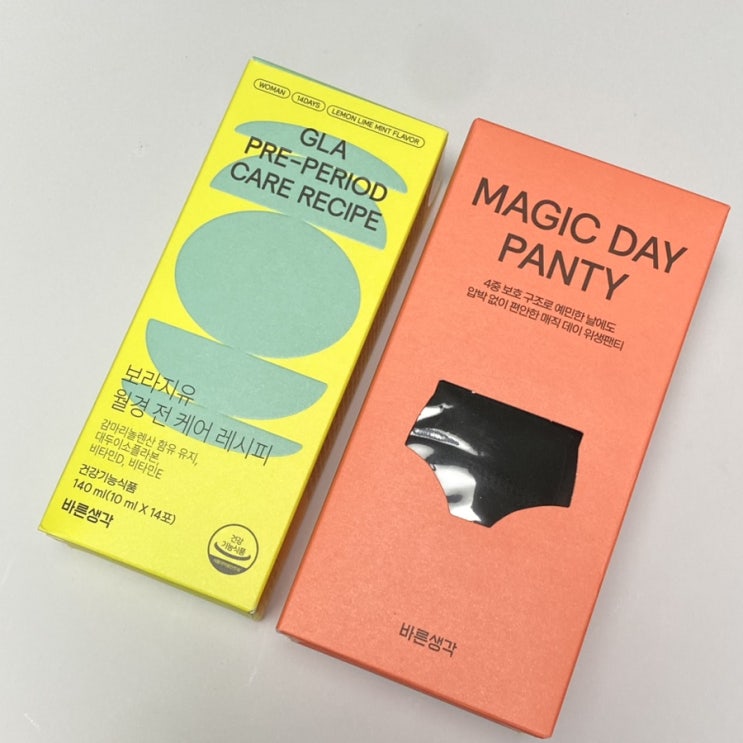 WOMAN
14DAYS
LEMON LIME MINT FLAVOR
GLA
PRE-PERIOD
CARE RECIPE
보라지유
월경 전 케어 레시피
감마리놀렌산 함유 유지,
대두이소플라본,
비타민D, 비타민E
건강기능식품
140 ml(10 ml X 14포)
바른생각
건강
기능식품
MAGIC DAY
PANTY
4중 보호 구조로 예민한 날에도
압박 없이 편안한 매직 데이 위생팬티
바른생각